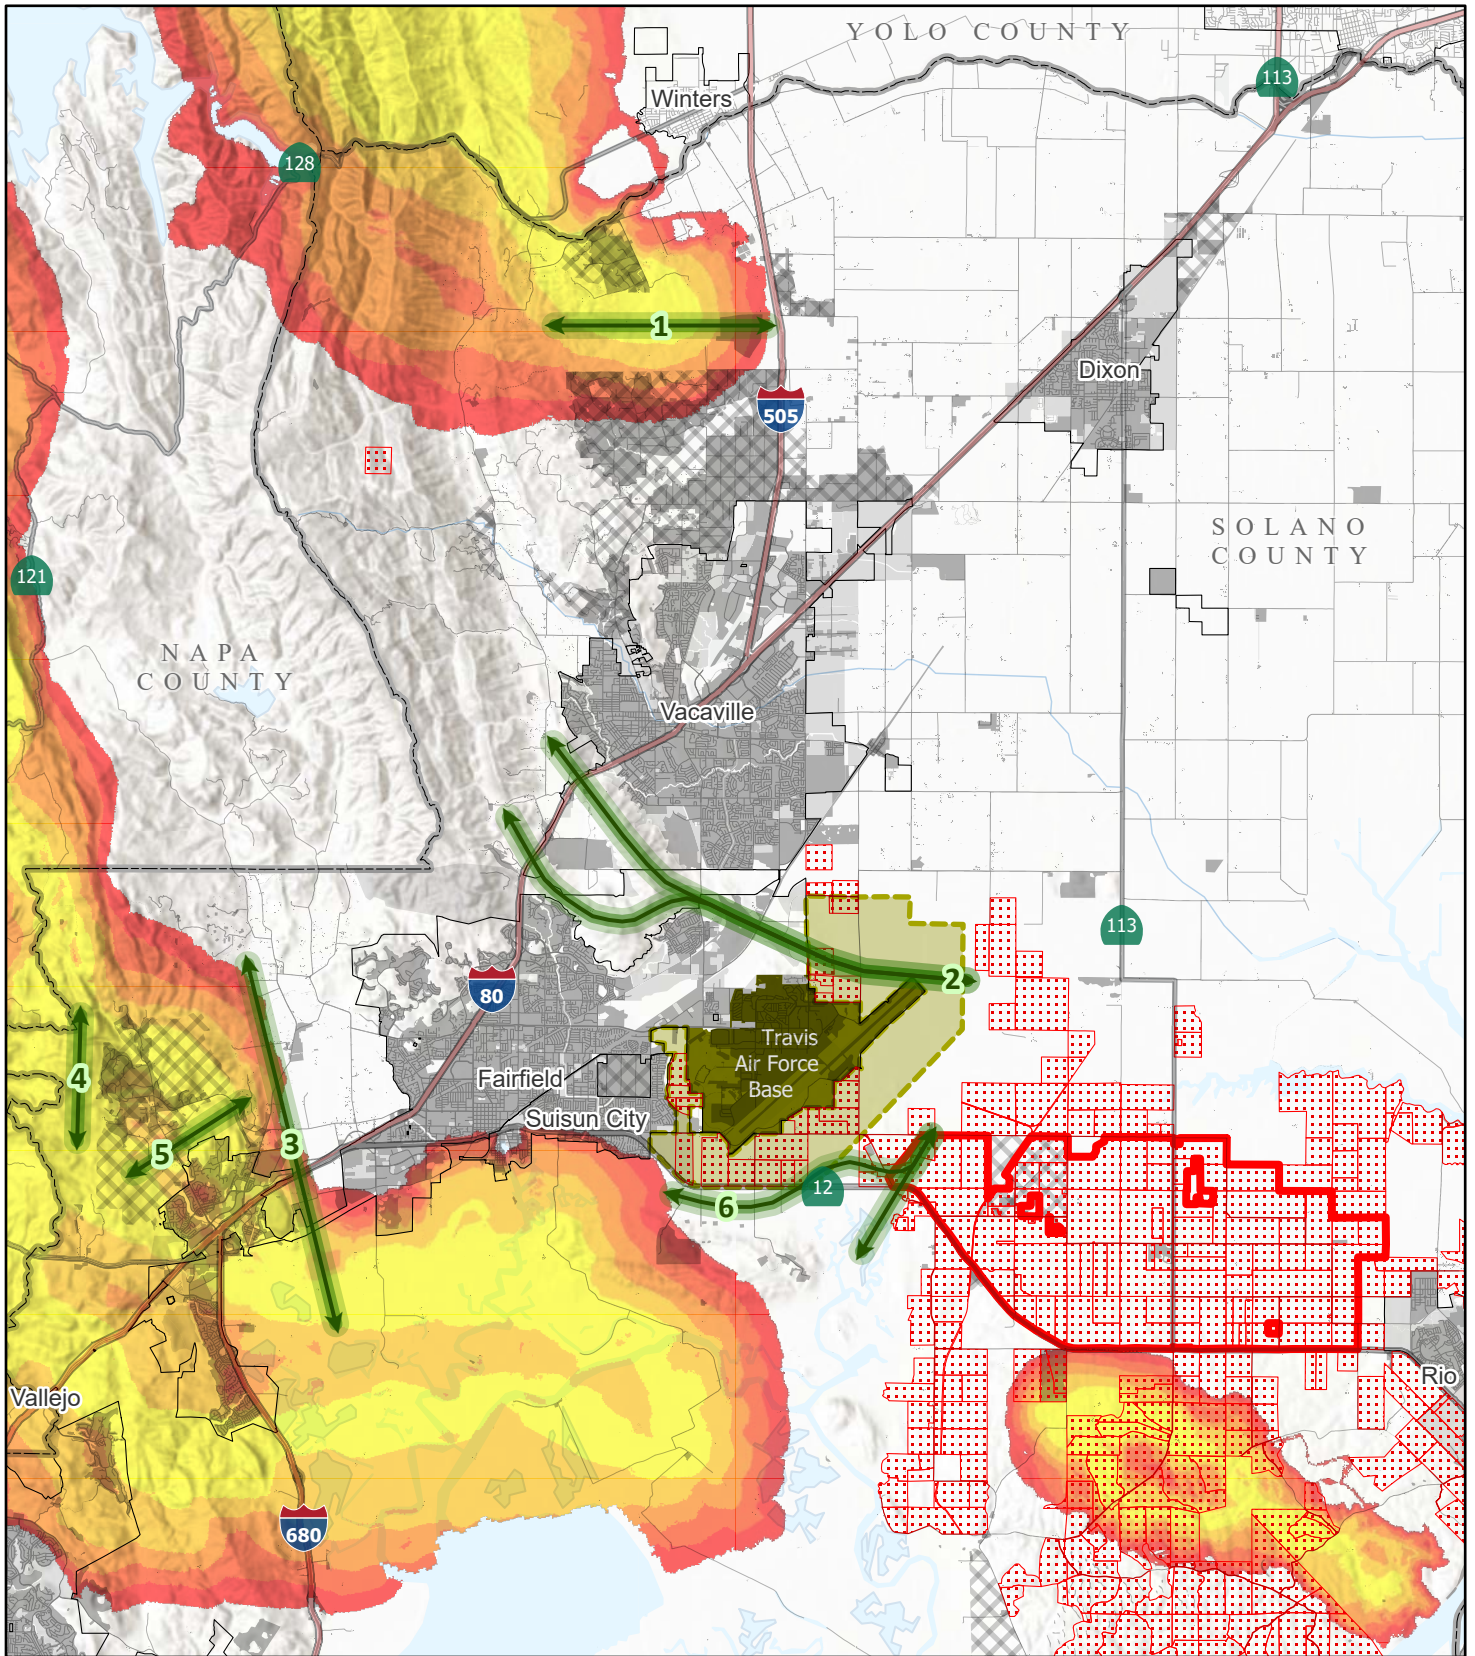 YOLO COUNTY
113
Winters
128
1
Dixon
505
SOLANO
COUNTY
121
NAPA
COUNTY
Vacaville
113
2
80
Travis
Air Force
Base
Fairfield
4
Suisun City
3
5
12
6
Rio
Vallejo
680